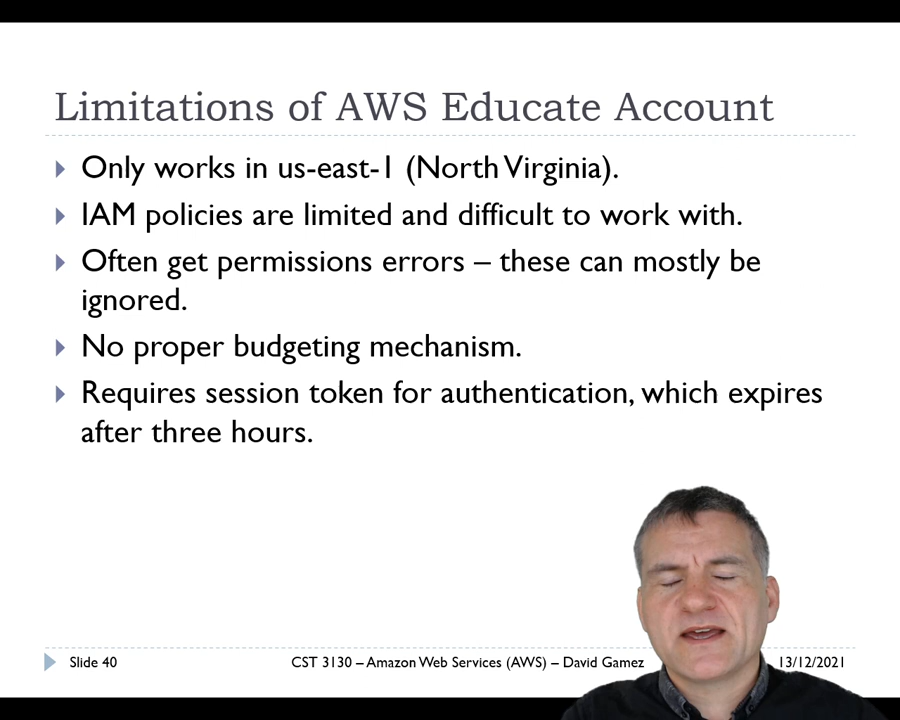 Limitations of AWS Educate Account
Only works in us-east-1 (North Virginia).
IAM policies are limited and difficult to work with.
Often get permissions errors – these can mostly be
ignored.
No proper budgeting mechanism.
Requires session token for authentication, which expires
after three hours.
Slide 40
CST 3130 – Amazon Web Services (AWS) – David Gamez
13/12/2021